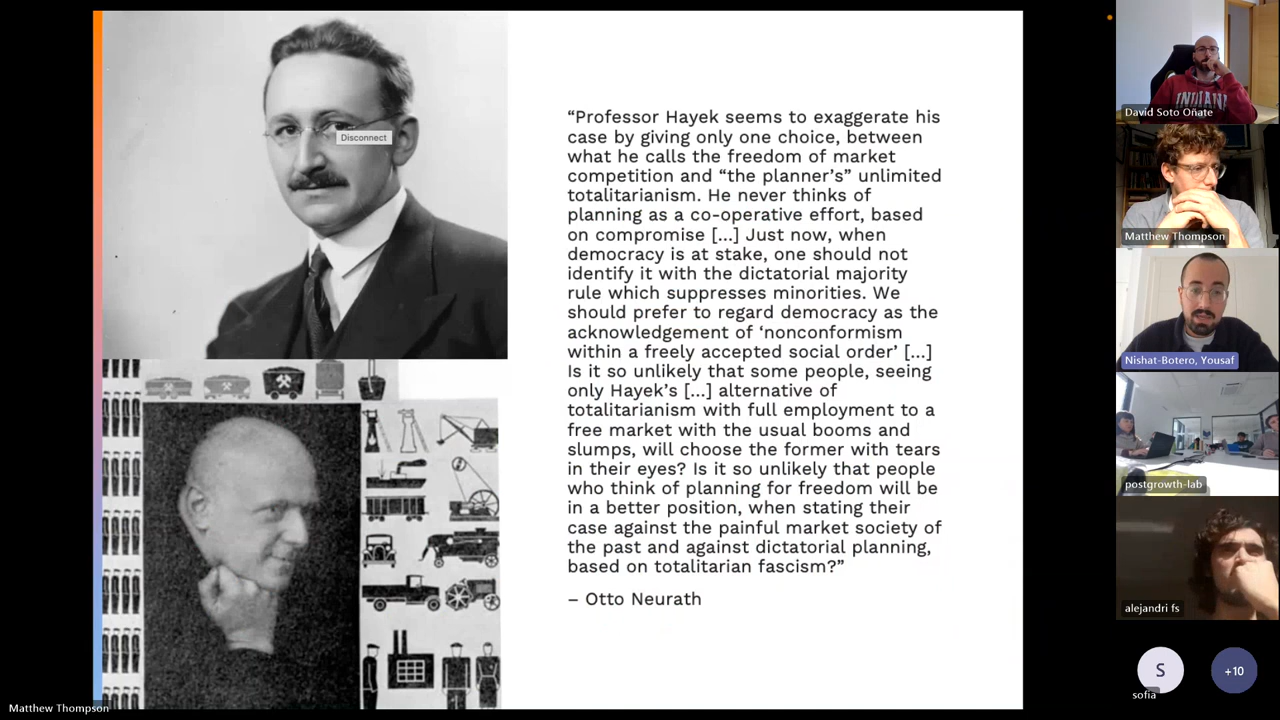 Disconnect
“Professor Hayek seems to exaggerate his
case by giving only one choice, between
what he calls the freedom of market
competition and “the planner’s” unlimited
totalitarianism. He never thinks of
planning as a co-operative effort, based
on compromise [...] Just now, when
democracy is at stake, one should not
identify it with the dictatorial majority
rule which suppresses minorities. We
should prefer to regard democracy as the
acknowledgement of ‘nonconformism
within a freely accepted social order’ [...]
Is it so unlikely that some people, seeing
only Hayek’s [...] alternative of
totalitarianism with full employment to a
free market with the usual booms and
slumps, will choose the former with tears
in their eyes? Is it so unlikely that people
who think of planning for freedom will be
in a better position, when stating their
case against the painful market society of
the past and against dictatorial planning,
based on totalitarian fascism?”
– Otto Neurath
Matthew Thompson
INDIANA
David Soto Oñate
Matthew Thompson
Nishat-Botero, Yousaf
postgrowth-lab
alejandri fs
S
sofia
+10